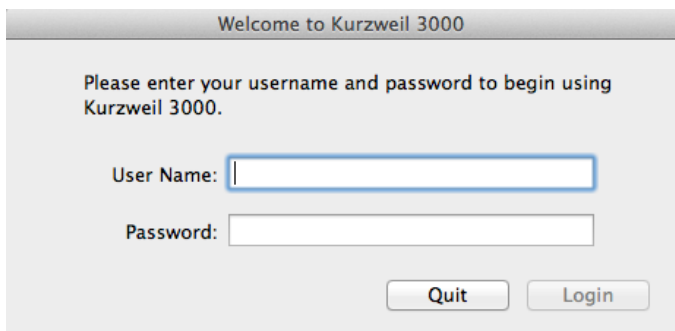 Welcome to Kurzweil 3000
Please enter your username and password to begin using
Kurzweil 3000.
User Name:
Password:
Quit Login